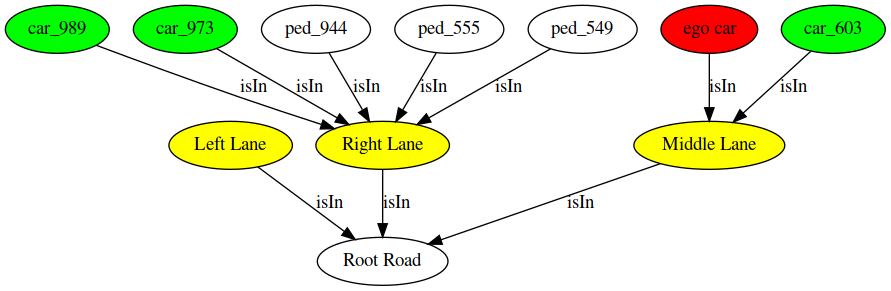 car_989 car_973 ped_944 ped_555 ped_549 ego car car_603
isIn isIn isIn isIn isIn isIn isIn
Left Lane Right Lane Middle Lane
isIn isIn isIn
Root Road